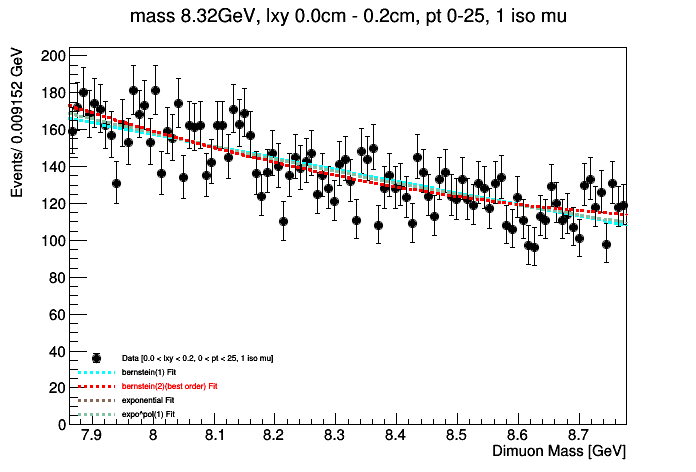 mass 8.32GeV, lxy 0.0cm - 0.2cm, pt 0-25, 1 iso mu
Events/ 0.009152 GeV
200
180
160
140
120
100
80
60
40
20
0
Data [0.0 < lxy < 0.2, 0 < pt < 25, 1 iso mu]
bernstein(1) Fit
bernstein(2)(best order) Fit
exponential Fit
expo*pol(1) Fit
7.9 8 8.1 8.2 8.3 8.4 8.5 8.6 8.7
Dimuon Mass [GeV]